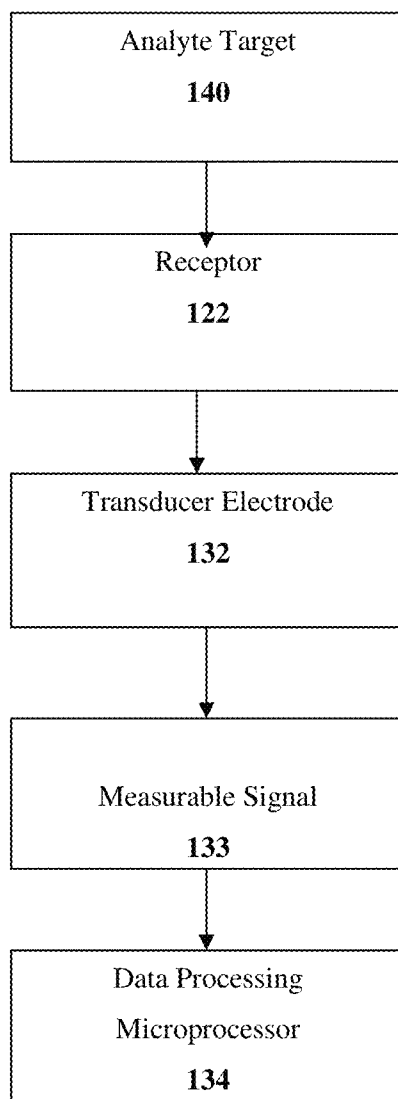 Analyte Target
140
Receptor
122
Transducer Electrode
132
Measurable Signal
133
Data Processing
Microprocessor
134